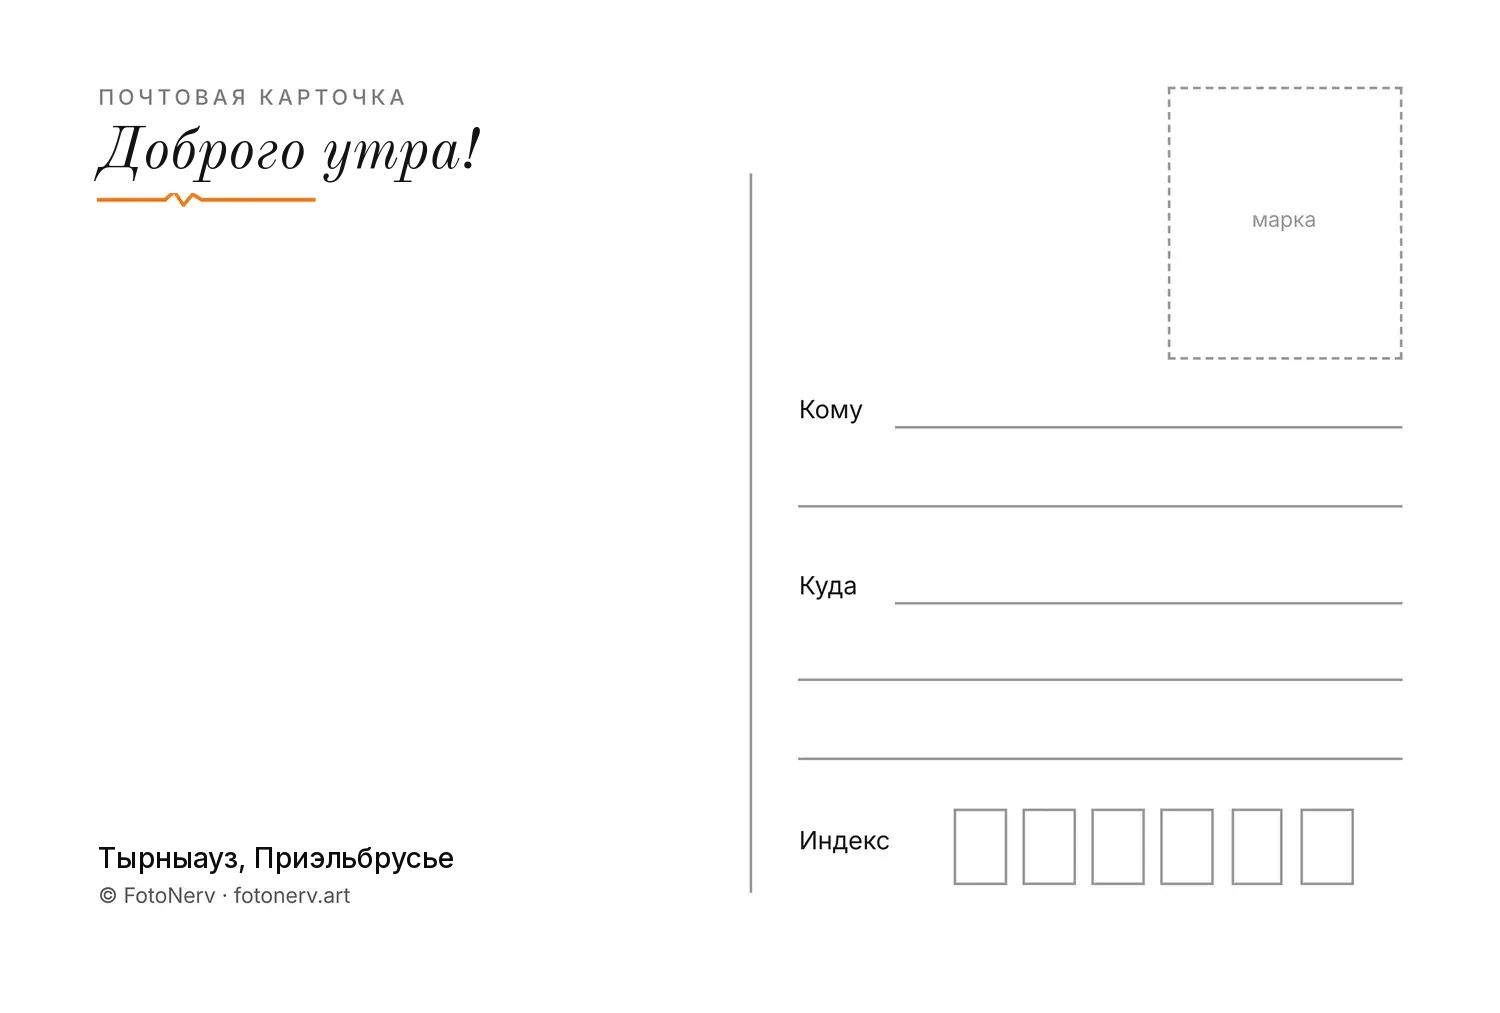 ПОЧТОВАЯ КАРТОЧКА
Доброго утра!
марка
Кому
Куда
Индекс
Тырныауз, Приэльбрусье
© FotoNerv · fotonerv.art